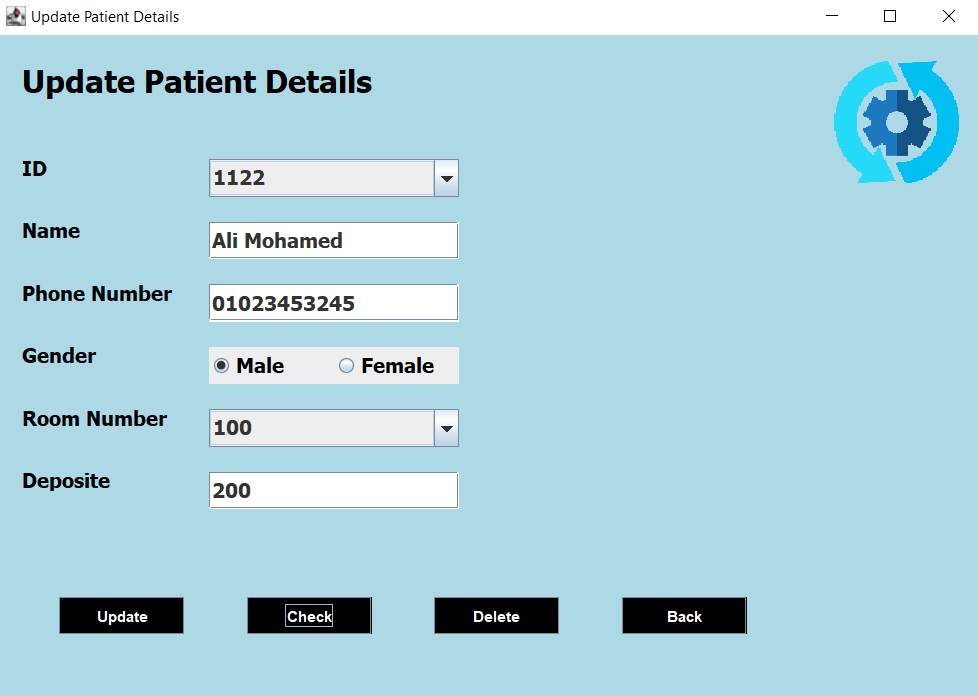 Update Patient Details
Update Patient Details
ID
1122
Name
Ali Mohamed
Phone Number
01023453245
Gender
Male Female
Room Number
100
Deposite
200
Update Check Delete Back